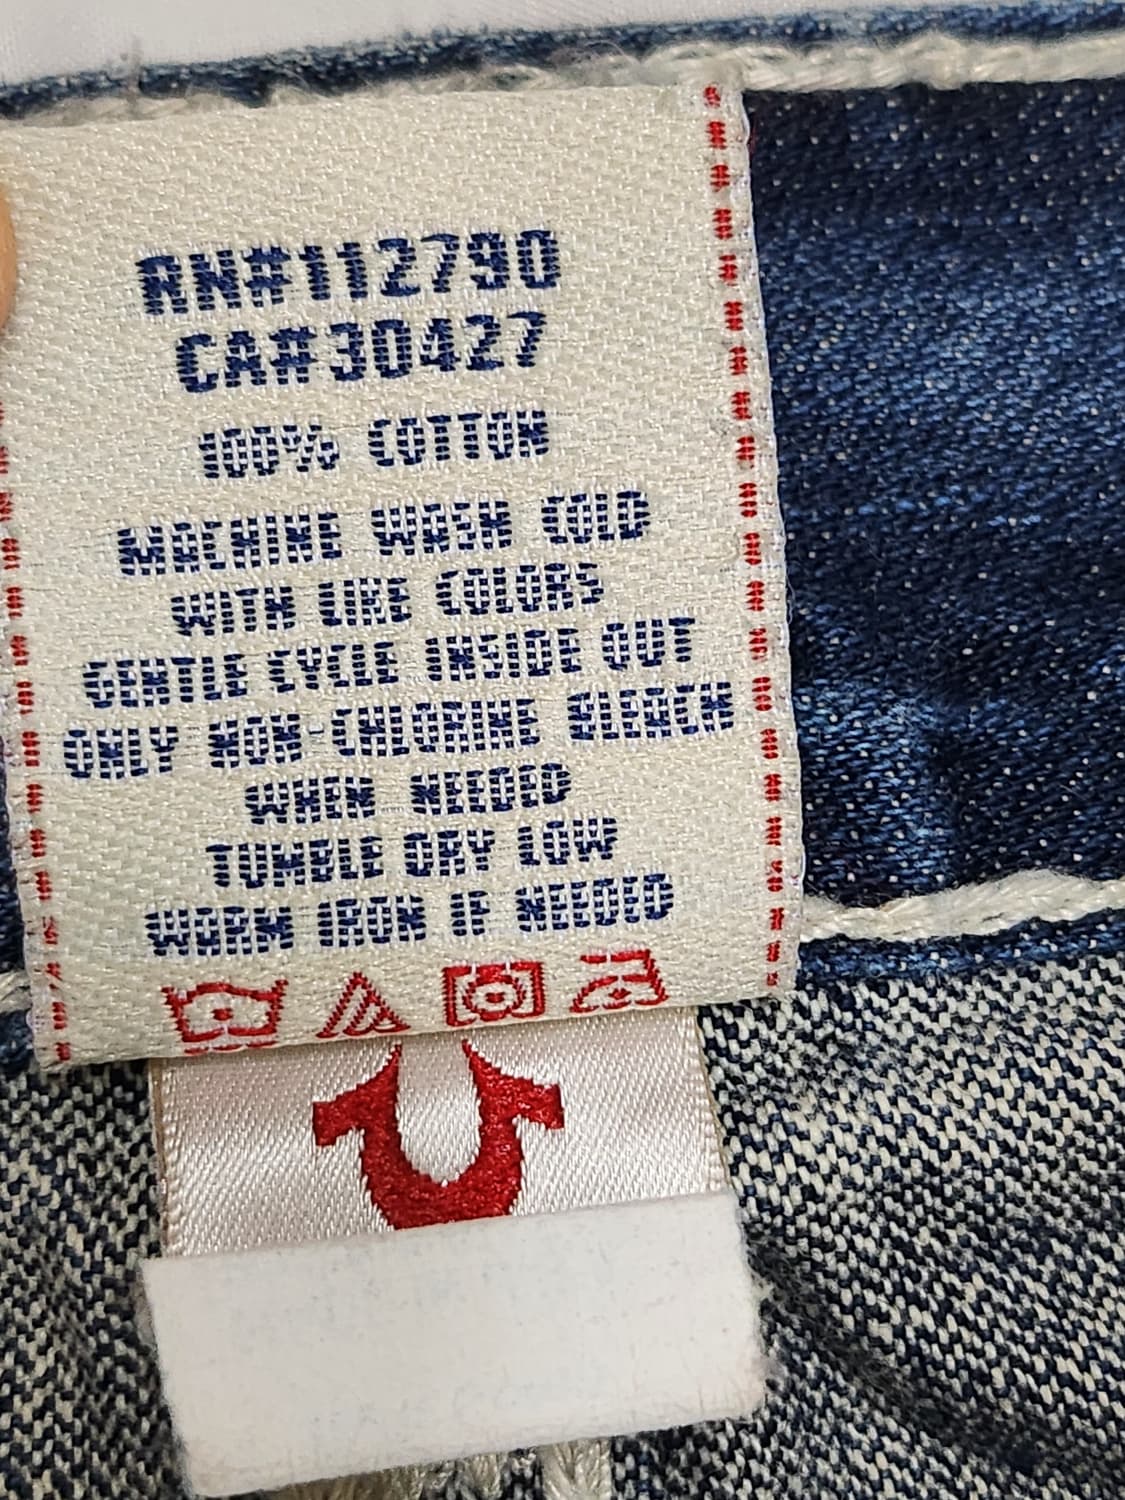 RN#112790
CA#30427
100% COTTON
MACHINE WASH COLD
WITH LIKE COLORS
GENTLE CYCLE INSIDE OUT
ONLY NON-CHLORINE BLEACH
WHEN NEEDED
TUMBLE DRY LOW
WARM IRON IF NEEDED